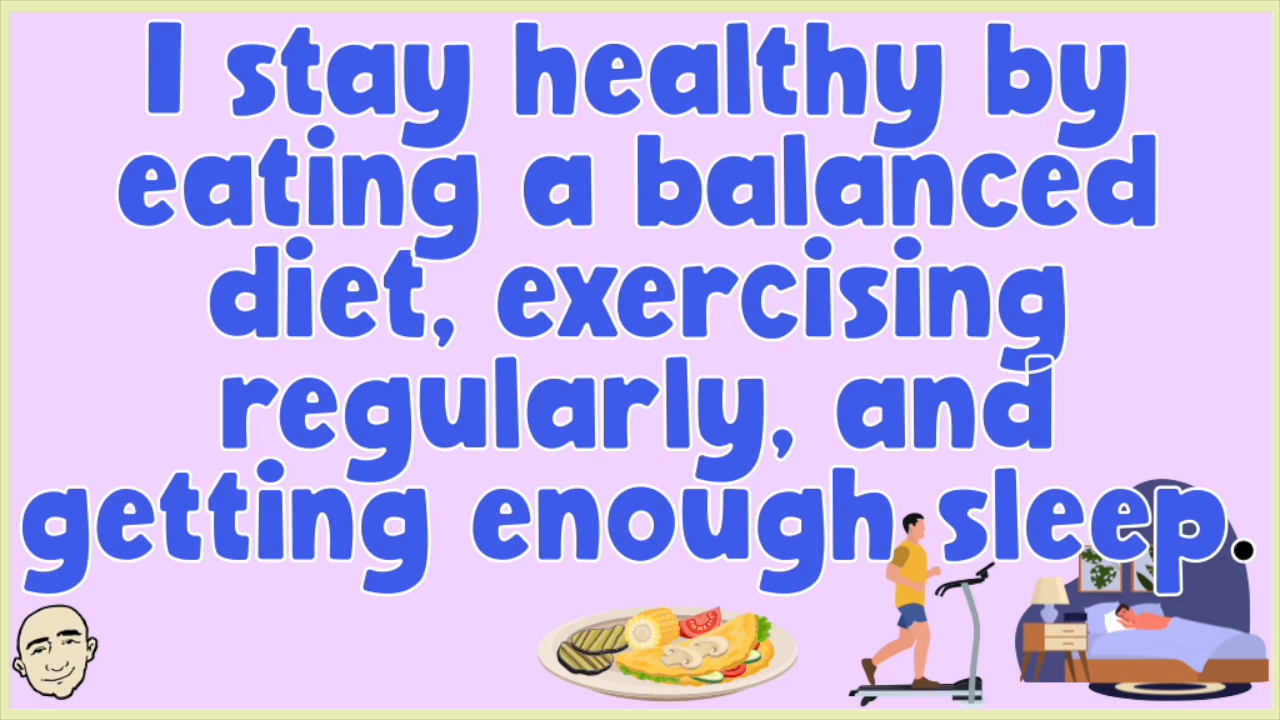 I stay healthy by
eating a balanced
diet, exercising
regularly, and
getting enough sleep.